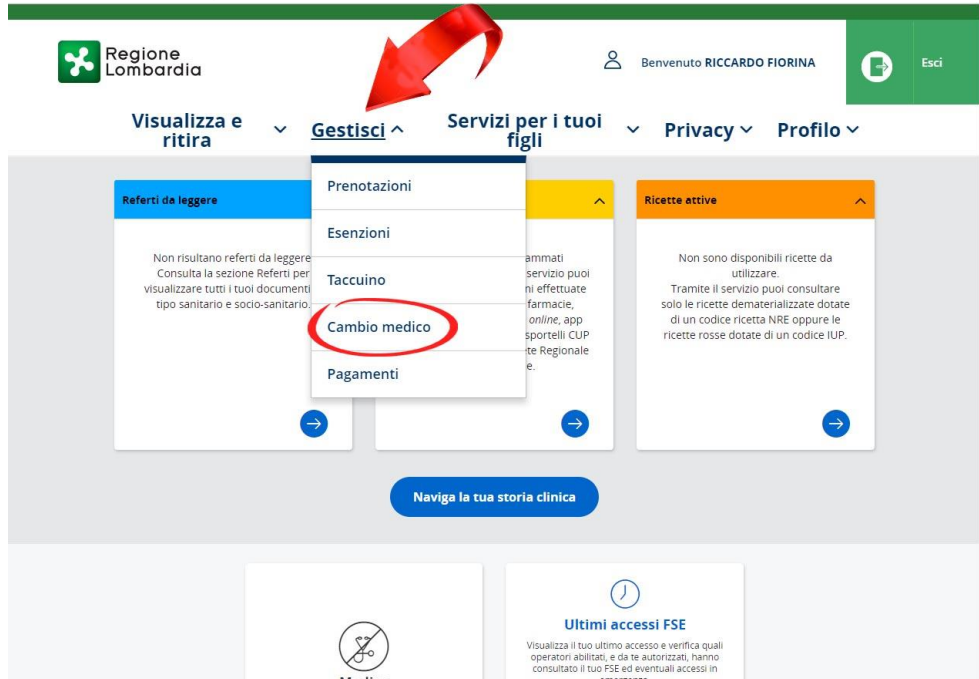 Regione
Lombardia
Benvenuto RICCARDO FIORINA
Esci
Visualizza e
ritira
Gestisci
Servizi per i tuoi
figli
Privacy
Profilo
Prenotazioni
Esenzioni
Taccuino
Cambio medico
Pagamenti
Referti da leggere
Non risultano referti da leggere
Consulta la sezione Referti per
visualizzare tutti i tuoi documenti
tipo sanitario e socio-sanitario.
servizio puoi
effettuate
farmacie,
online, app
sportelli CUP
Regionale
Ricette attive
Non sono disponibili ricette da
utilizzare.
Tramite il servizio puoi consultare
solo le ricette dematerializzate dotate
di un codice ricetta NRE oppure le
ricette rosse dotate di un codice IUP.
Naviga la tua storia clinica
Ultimi accessi FSE
Visualizza il tuo ultimo accesso e verifica quali
operatori abilitati, e da te autorizzati, hanno
consultato il tuo FSE ed eventuali accessi in